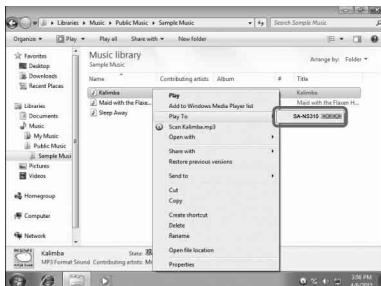 Libraries ▸ Music ▸ Public Music ▸ Sample Music
Search Sample Music
Organize ▾ Play ▾ Play all Share with ▾ New folder
Favorites
Desktop
Downloads
Recent Places
Libraries
Documents
Music
My Music
Public Music
Sample Musi
Pictures
Videos
Homegroup
Computer
Network
Music library
Sample Music
Arrange by: Folder ▾
Name Contributing artists Album # Title
Kalimba
Maid with the Flaxe...
Sleep Away
Kalimba
Maid with the Flaxen H...
Play
Add to Windows Media Player list
Play To
Scan Kalimba.mp3
Open with
Share with
Restore previous versions
Send to
Cut
Copy
Create shortcut
Delete
Rename
Open file location
Properties
SA-NS310
Kalimba State:
MP3 Format Sound Contributing artists: M
3:56 PM